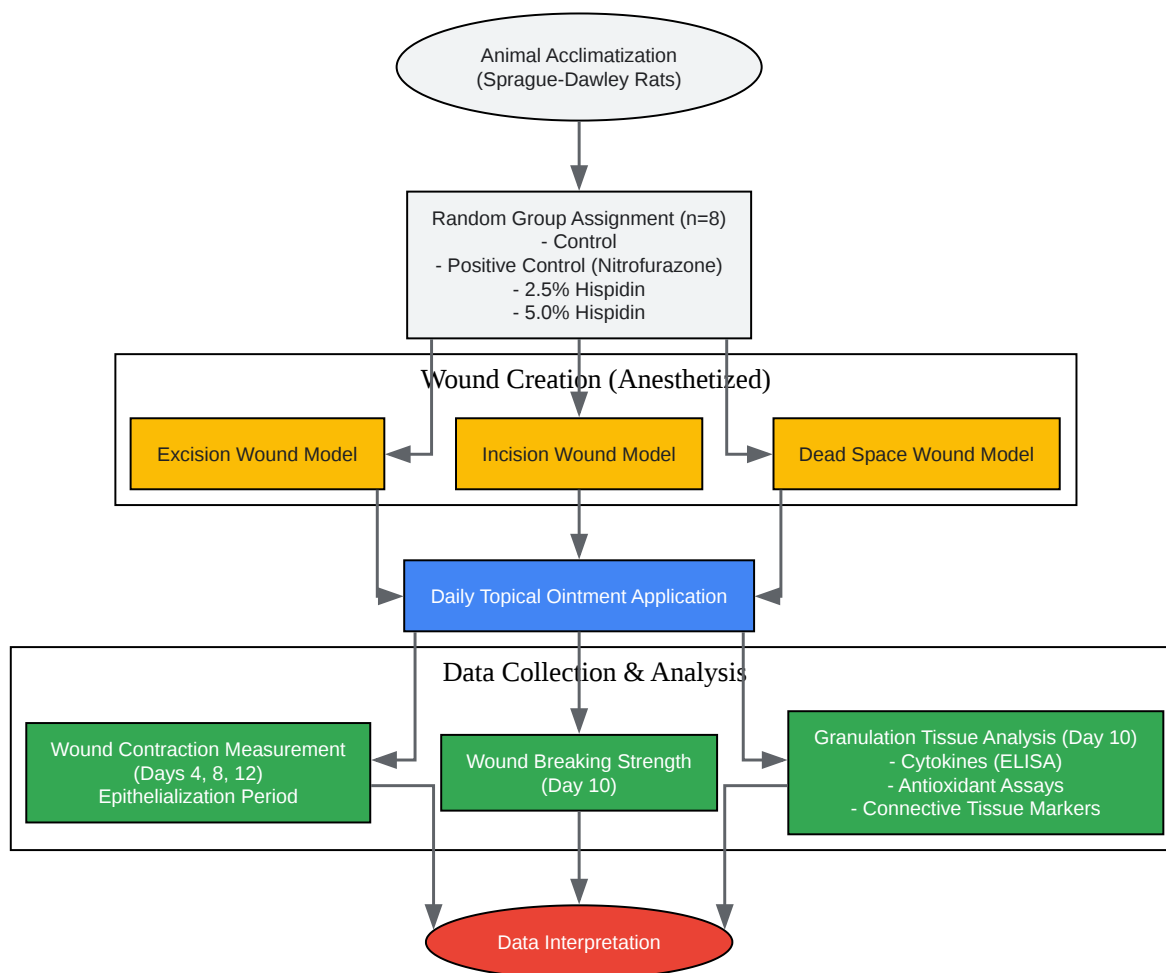 Animal Acclimatization
(Sprague-Dawley Rats)
Random Group Assignment (n=8)
- Control
- Positive Control (Nitrofurazone)
- 2.5% Hispidin
- 5.0% Hispidin
Wound Creation (Anesthetized)
Excision Wound Model
Incision Wound Model
Dead Space Wound Model
Daily Topical Ointment Application
Data Collection & Analysis
Wound Contraction Measurement
(Days 4, 8, 12)
Epithelialization Period
Wound Breaking Strength
(Day 10)
Granulation Tissue Analysis (Day 10)
- Cytokines (ELISA)
- Antioxidant Assays
- Connective Tissue Markers
Data Interpretation